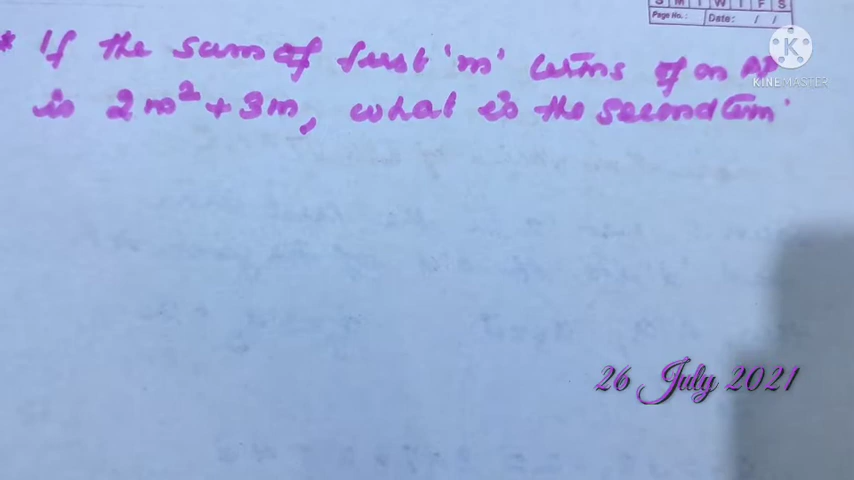 S M T W T F S
Page No.: Date: / /
K
KINEMASTER
* If the sum of first 'm' terms of an AP
is 2m² + 3m, what is the second term
26 July 2021